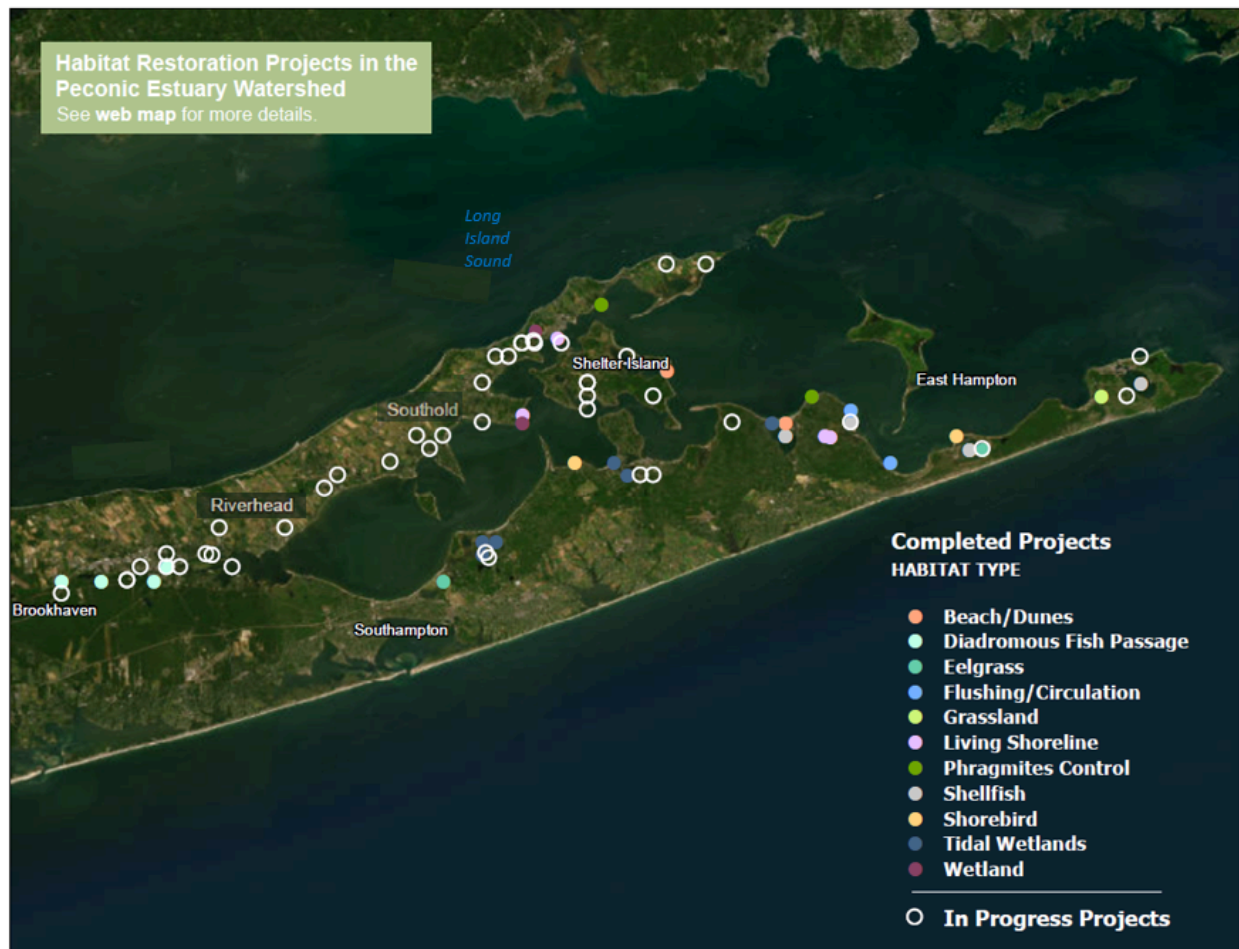 Habitat Restoration Projects in the
Peconic Estuary Watershed
See web map for more details.
Long
Island
Sound
Shelter Island
East Hampton
Southold
Riverhead
Brookhaven
Southampton
Completed Projects
HABITAT TYPE
Beach/Dunes
Diadromous Fish Passage
Eelgrass
Flushing/Circulation
Grassland
Living Shoreline
Phragmites Control
Shellfish
Shorebird
Tidal Wetlands
Wetland
In Progress Projects